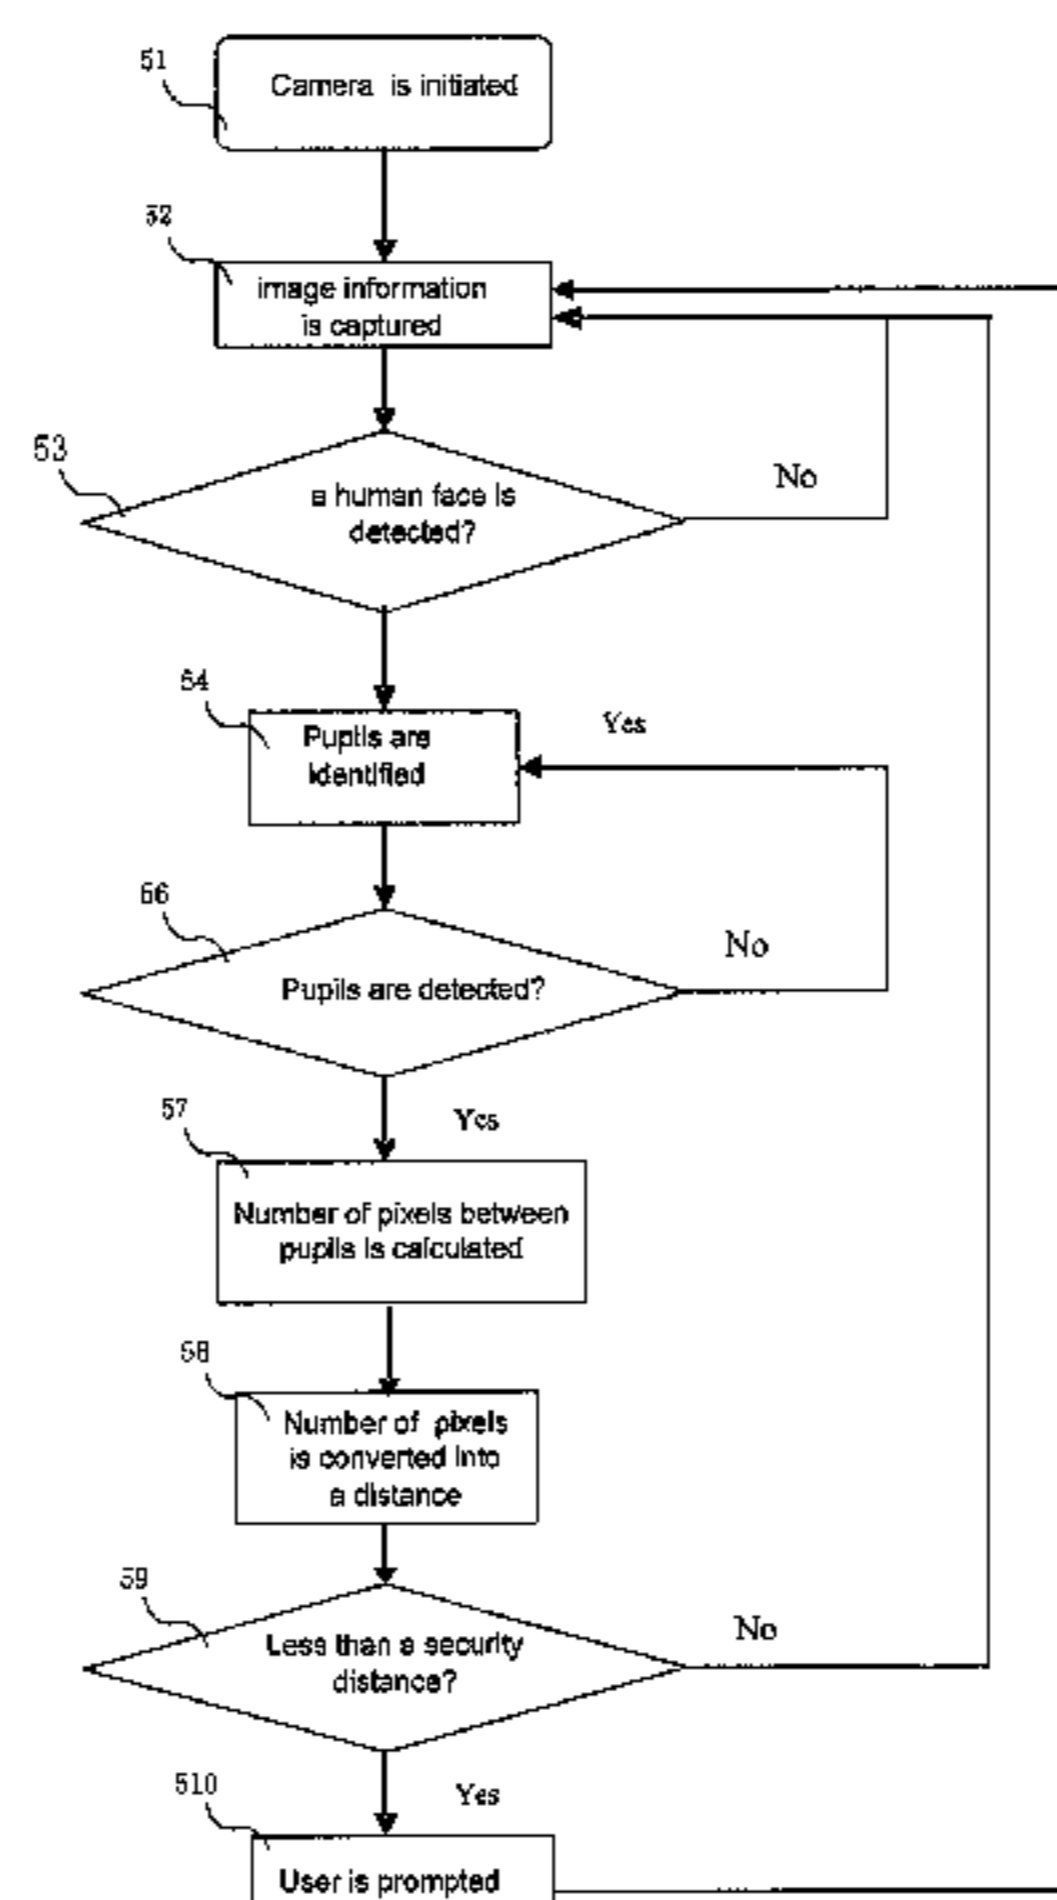 51
Camera is initiated
52
image information
is captured
53
a human face is
detected?
No
54
Pupils are
identified
Yes
56
Pupils are detected?
No
57
Yes
Number of pixels between
pupils is calculated
58
Number of pixels
is converted into
a distance
59
Less than a security
distance?
No
510
Yes
User is prompted